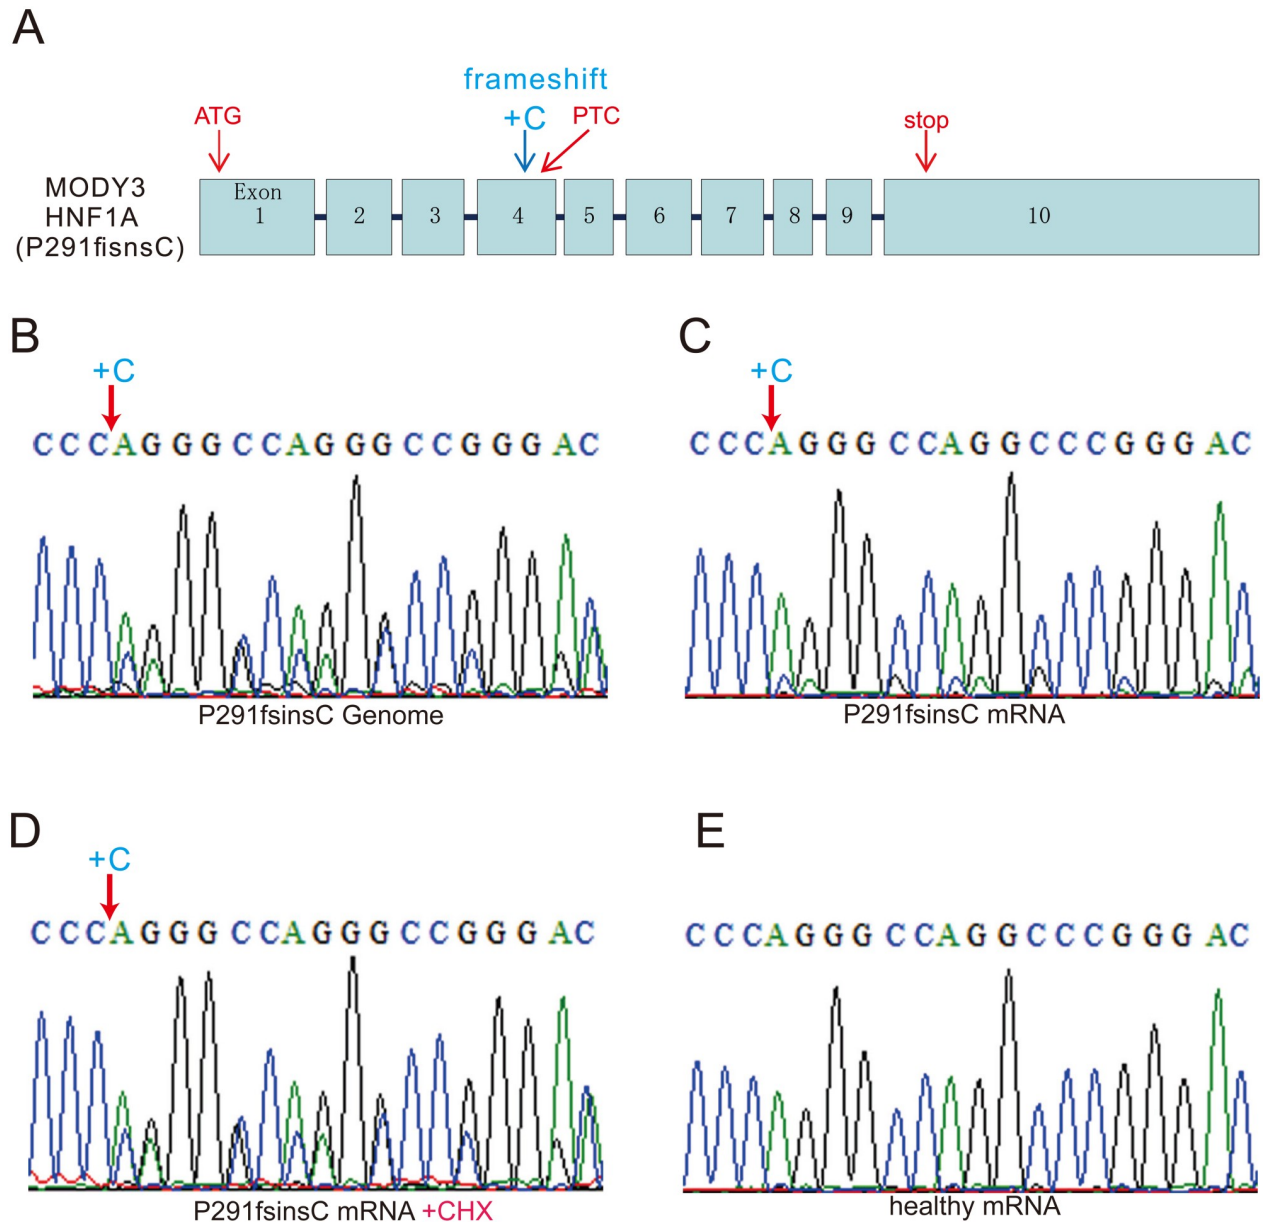 A
frameshift
+C
PTC
ATG
stop
MODY3
HNF1A
(P291fisnsC)
Exon
1 2 3 4 5 6 7 8 9 10
B
+C
CCCAGGGCCAGGGCCGGGAC
P291fsinsC Genome
C
+C
CCCAGGGCCAGGCCCGGGAC
P291fsinsC mRNA
D
+C
CCCAGGGCCAGGGCCGGGAC
P291fsinsC mRNA +CHX
E
CCCAGGGCCAGGCCCGGGAC
healthy mRNA